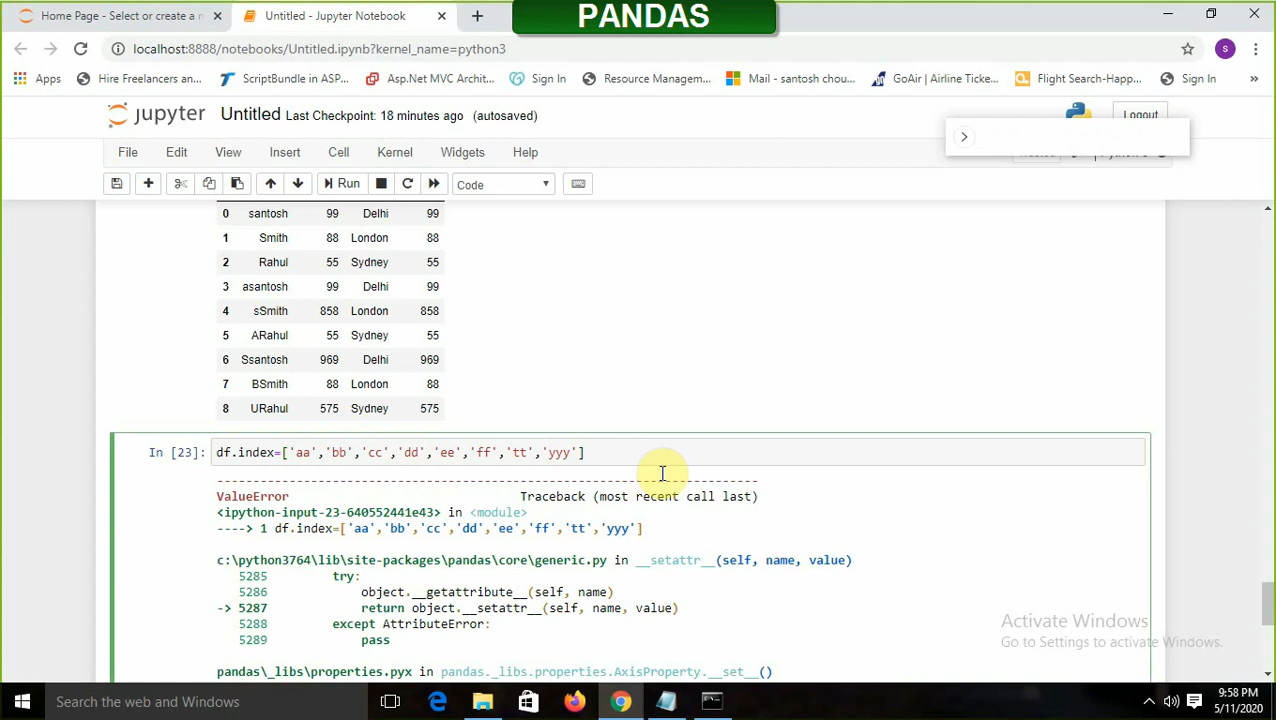 PANDAS
Home Page - Select or create a n
Untitled - Jupyter Notebook
localhost:8888/notebooks/Untitled.ipynb?kernel_name=python3
S
Apps
Hire Freelancers an...
ScriptBundle in ASP...
Asp.Net MVC Archit...
Sign In
Resource Managem...
Mail - santosh chou...
GoAir | Airline Ticke...
Flight Search-Happ...
Sign In
jupyter Untitled Last Checkpoint: 18 minutes ago (autosaved)
Logout
File Edit View Insert Cell Kernel Widgets Help
Run
Code
0 santosh 99 Delhi 99
1 Smith 88 London 88
2 Rahul 55 Sydney 55
3 asantosh 99 Delhi 99
4 sSmith 858 London 858
5 ARahul 55 Sydney 55
6 Ssantosh 969 Delhi 969
7 BSmith 88 London 88
8 URahul 575 Sydney 575
In [23]: df.index=['aa','bb','cc','dd','ee','ff','tt','yyy']
---------------------------------------------------------------------------
ValueError Traceback (most recent call last)
<ipython-input-23-640552441e43> in <module>
----> 1 df.index=['aa','bb','cc','dd','ee','ff','tt','yyy']
c:\python3764\lib\site-packages\pandas\core\generic.py in __setattr__(self, name, value)
5285 try:
5286 object.__getattribute__(self, name)
-> 5287 return object.__setattr__(self, name, value)
5288 except AttributeError:
5289 pass
pandas\_libs\properties.pyx in pandas._libs.properties.AxisProperty.__set__()
Activate Windows
Go to Settings to activate Windows.
Search the web and Windows
9:58 PM
5/11/2020